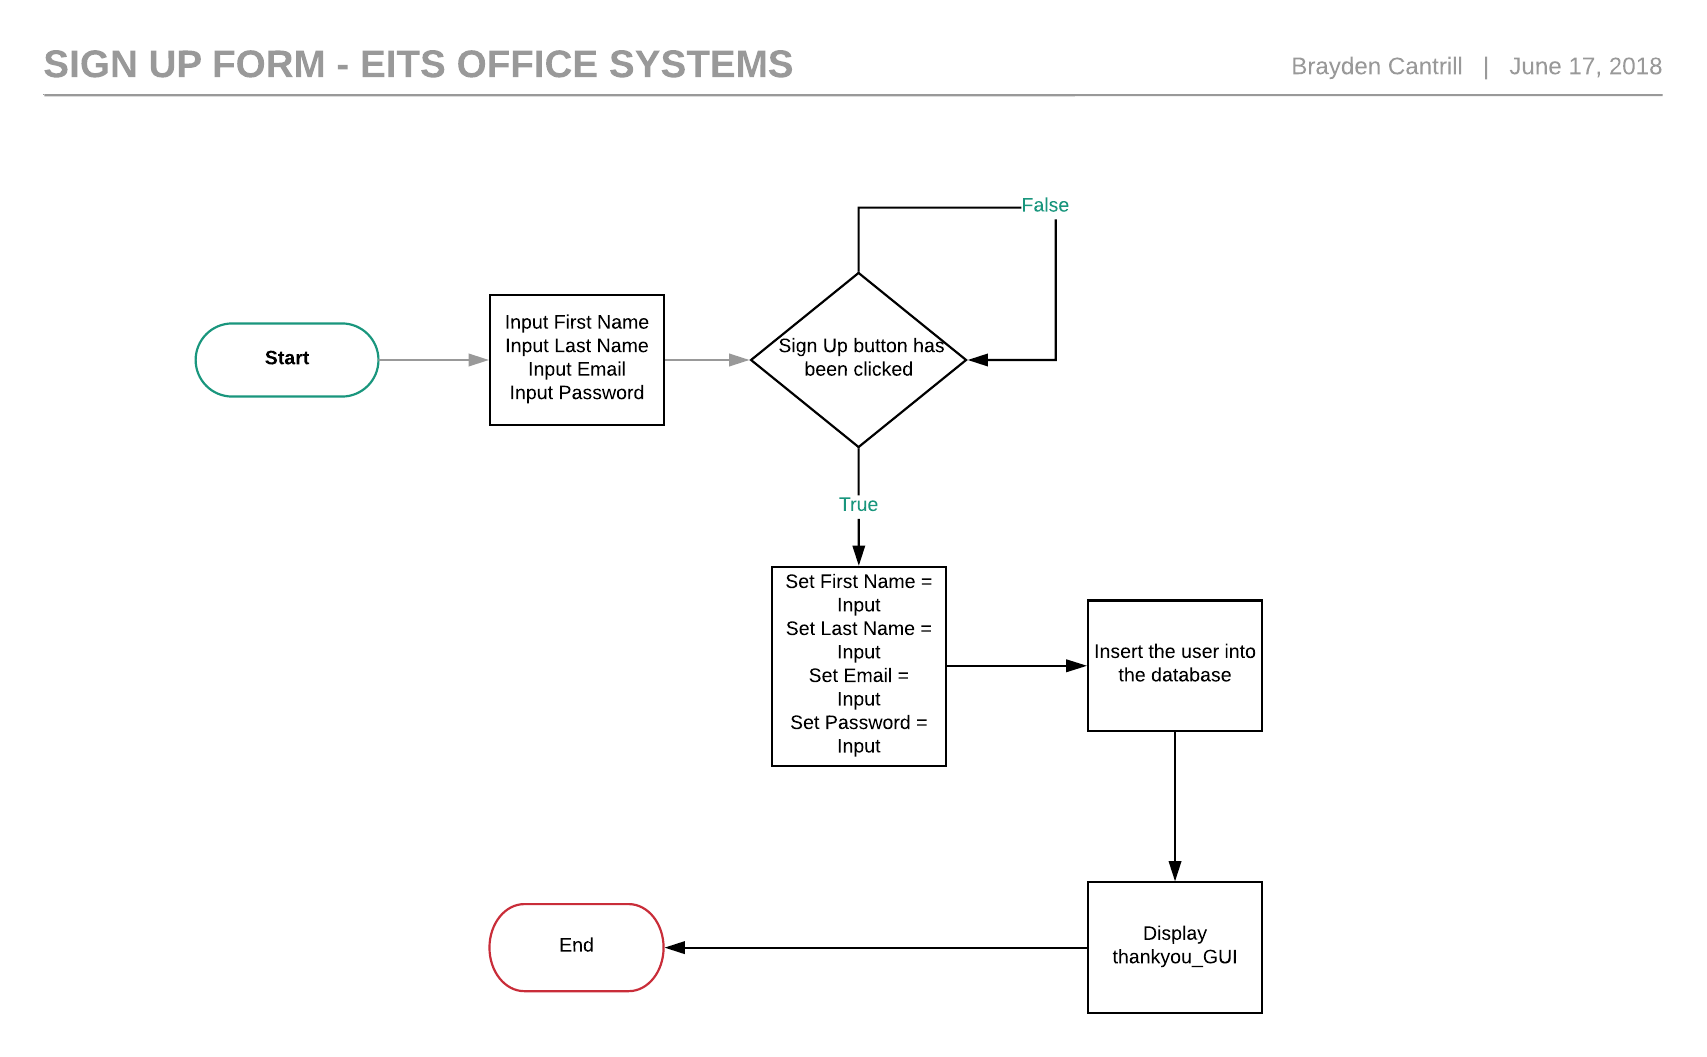 SIGN UP FORM - EITS OFFICE SYSTEMS
Brayden Cantrill | June 17, 2018
False
Start
Input First Name
Input Last Name
Input Email
Input Password
Sign Up button has
been clicked
True
Set First Name =
Input
Set Last Name =
Input
Set Email =
Input
Set Password =
Input
Insert the user into
the database
Display
thankyou_GUI
End